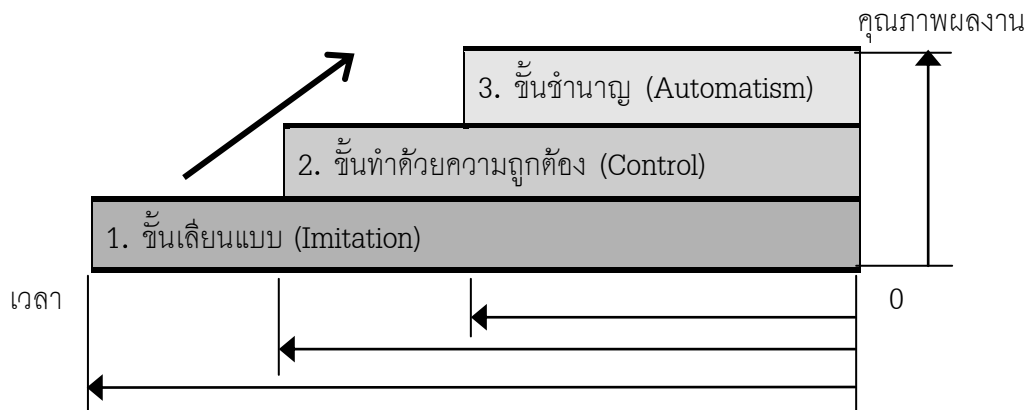 คุณภาพผลงาน
3. ขั้นชำนาญ (Automatism)
2. ขั้นทำด้วยความถูกต้อง (Control)
1. ขั้นเลียนแบบ (Imitation)
เวลา 0